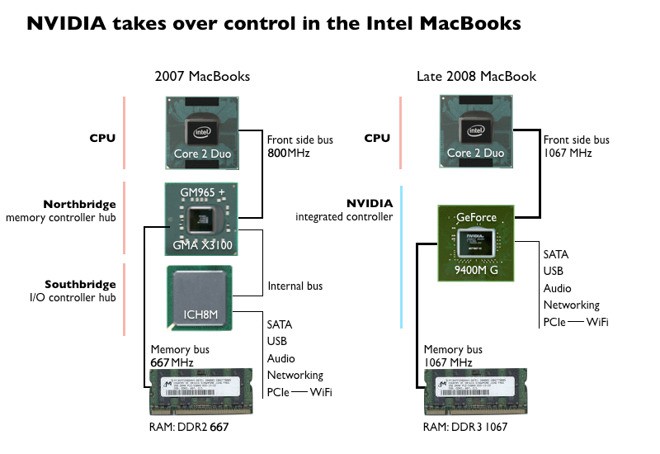 NVIDIA takes over control in the Intel MacBooks
2007 MacBooks
CPU
intel
Core 2 Duo
Front side bus
800MHz
Northbridge
memory controller hub
GM965 +
GMA X3100
Southbridge
I/O controller hub
ICH8M
Internal bus
SATA
USB
Audio
Networking
PCIe — WiFi
Memory bus
667 MHz
RAM: DDR2 667
Late 2008 MacBook
CPU
intel
Core 2 Duo
Front side bus
1067 MHz
NVIDIA
integrated controller
GeForce
NVIDIA
9400M G
SATA
USB
Audio
Networking
PCIe — WiFi
Memory bus
1067 MHz
RAM: DDR3 1067